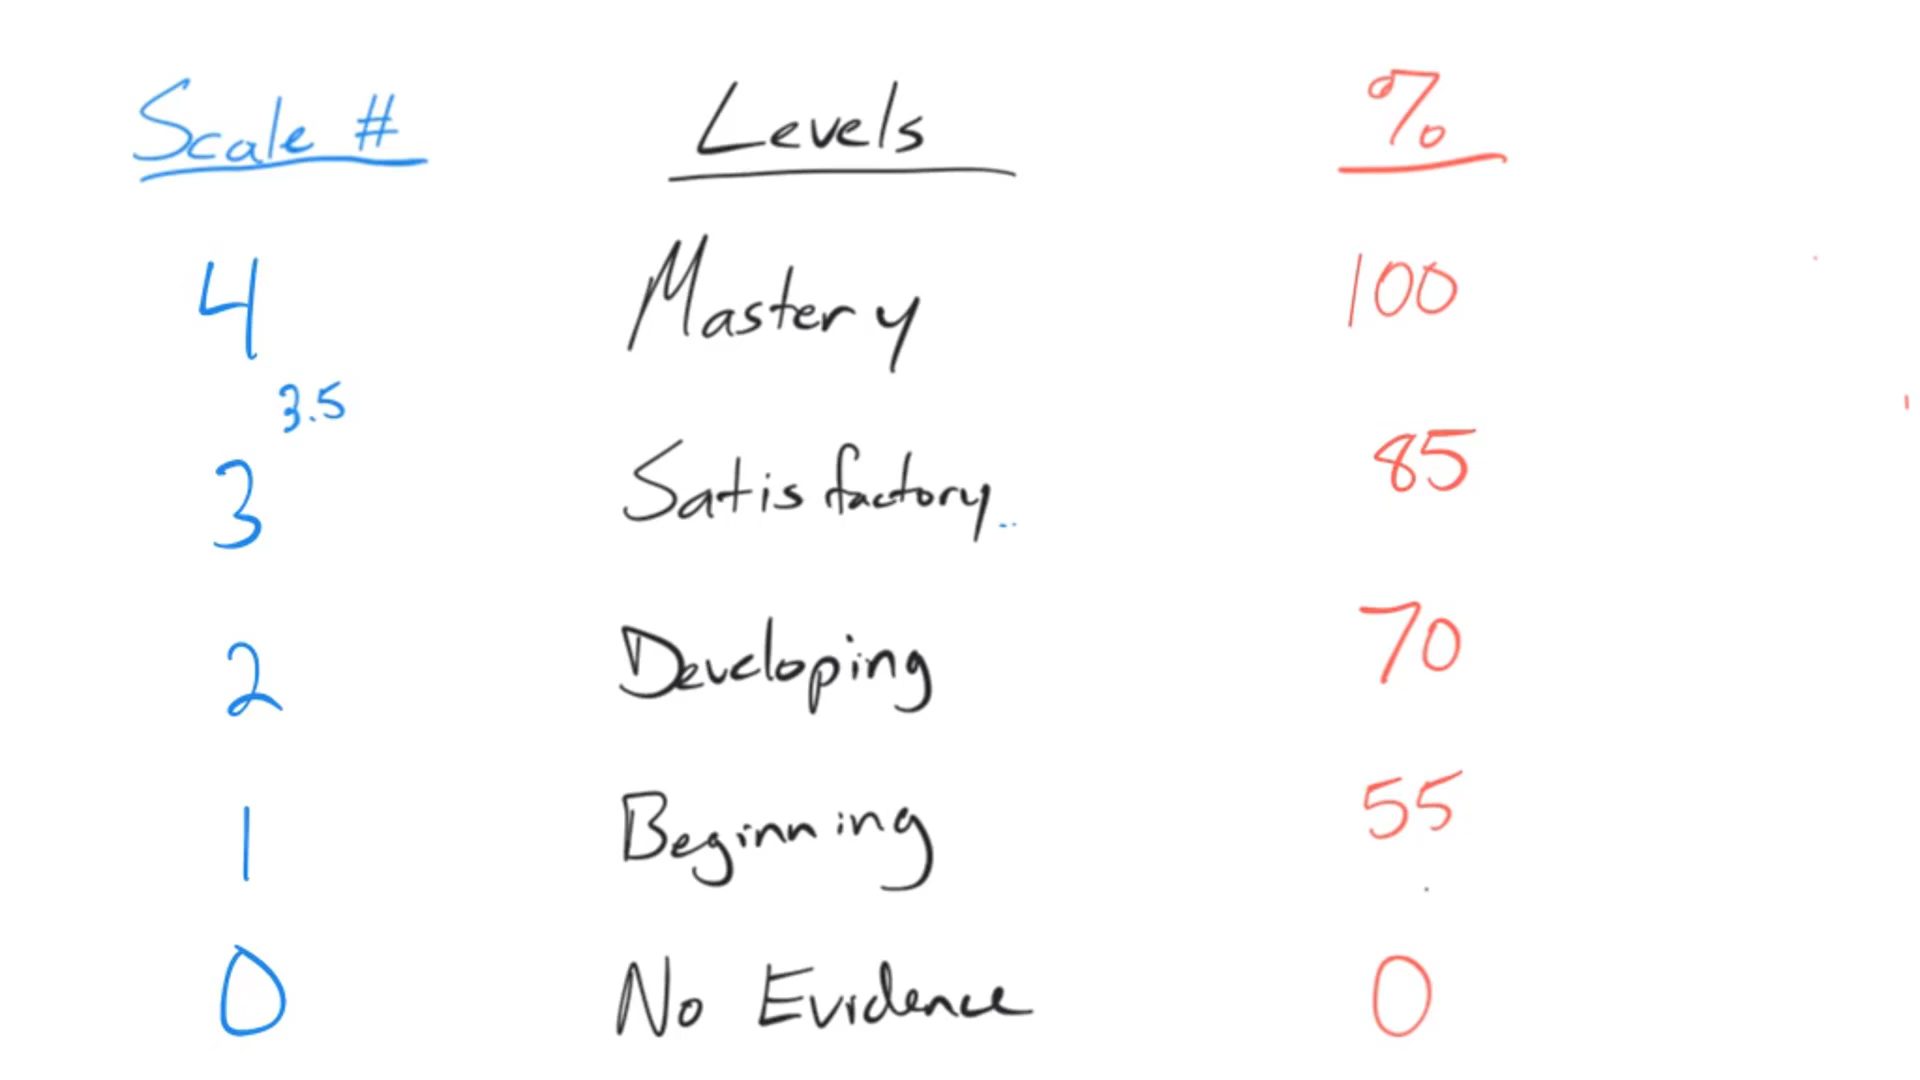 Scale # Levels %
4 Mastery 100
3.5
3 Satisfactory 85
2 Developing 70
1 Beginning 55
0 No Evidence 0